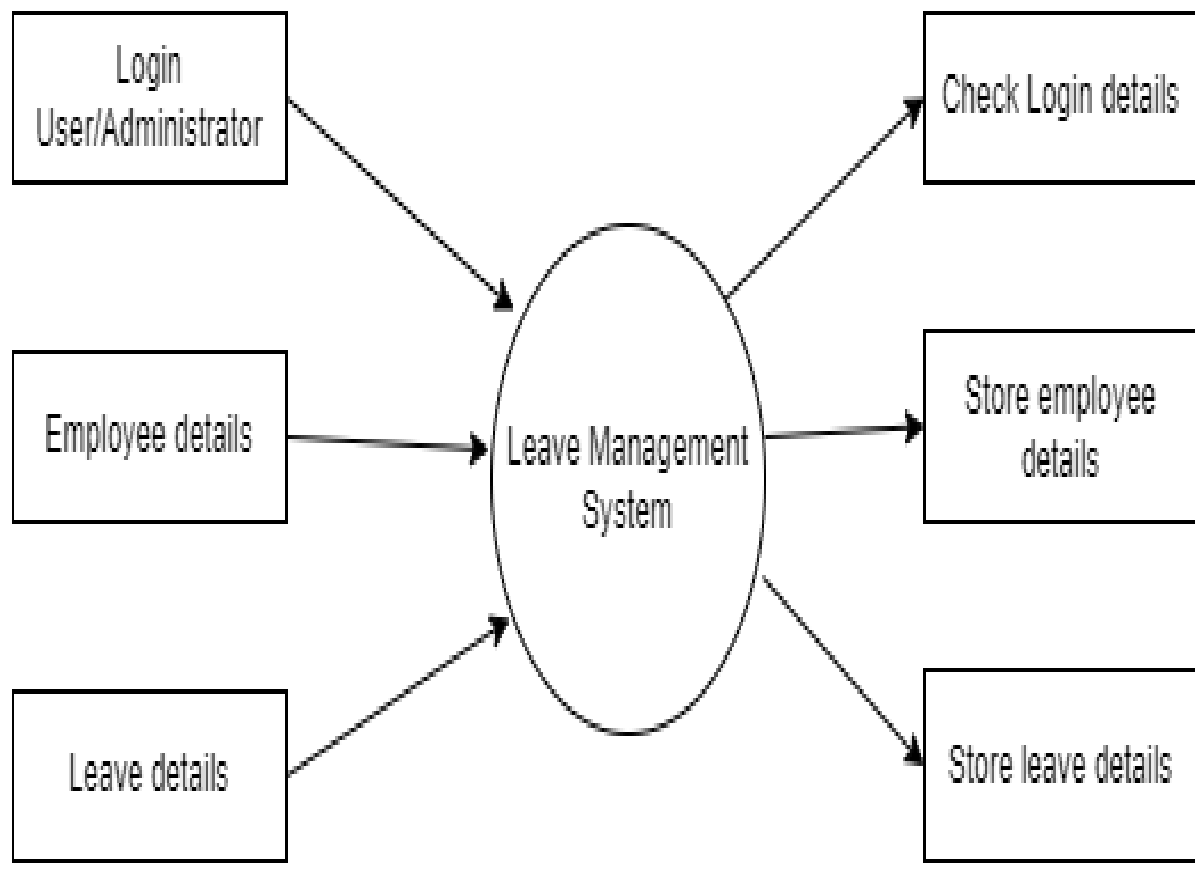 Login
User/Administrator
Check Login details
Employee details
Leave Management
System
Store employee
details
Leave details
Store leave details